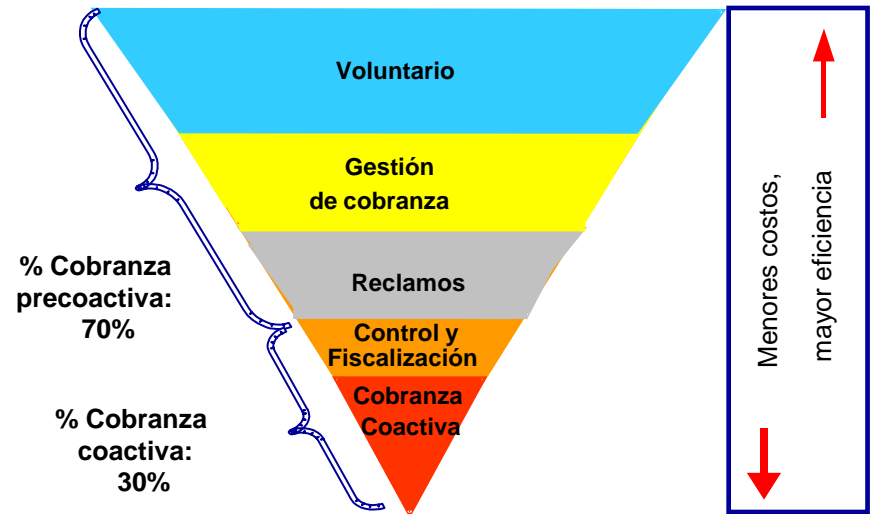 Voluntario
Gestión
de cobranza
Reclamos
Control y
Fiscalización
Cobranza
Coactiva
% Cobranza
precoactiva:
70%
% Cobranza
coactiva:
30%
Menores costos,
mayor eficiencia